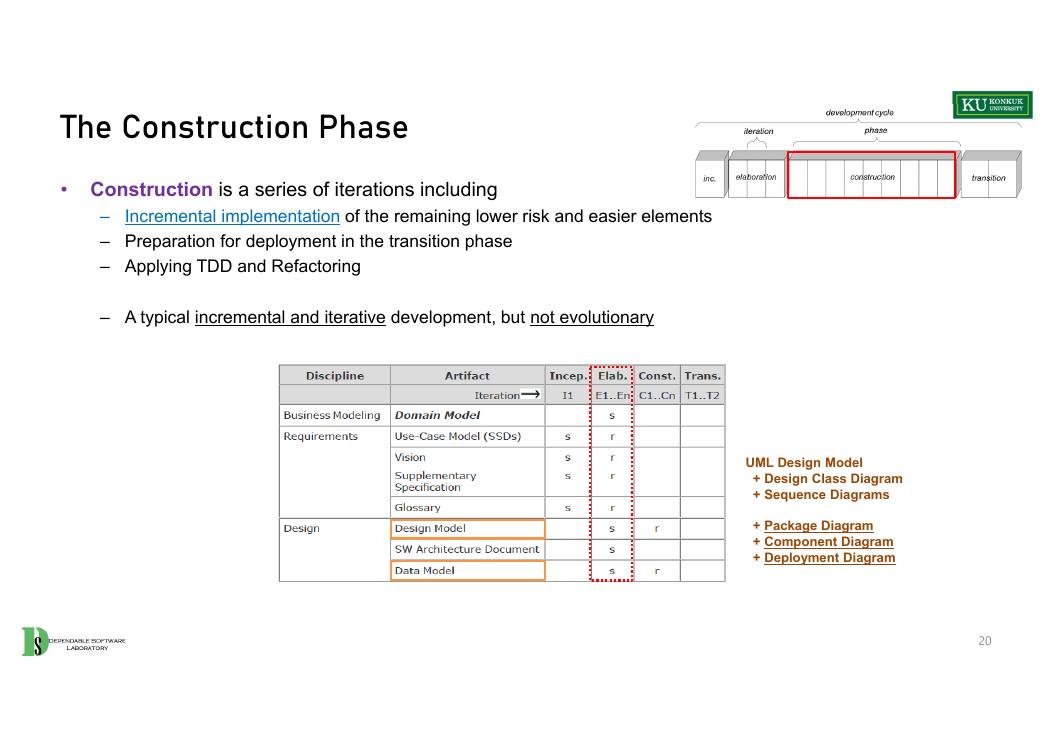 KU KONKUK
UNIVERSITY
The Construction Phase
development cycle
iteration phase
inc. elaboration construction transition
• Construction is a series of iterations including
– Incremental implementation of the remaining lower risk and easier elements
– Preparation for deployment in the transition phase
– Applying TDD and Refactoring
– A typical incremental and iterative development, but not evolutionary
Discipline Artifact Incep. Elab. Const. Trans.
Iteration→ I1 E1..En C1..Cn T1..T2
Business Modeling Domain Model s
Requirements Use-Case Model (SSDs) s r
Vision s r
Supplementary s r
Specification
Glossary s r
Design Design Model s r
SW Architecture Document s
Data Model s r
UML Design Model
+ Design Class Diagram
+ Sequence Diagrams
+ Package Diagram
+ Component Diagram
+ Deployment Diagram
DS DEPENDABLE SOFTWARE
LABORATORY
20